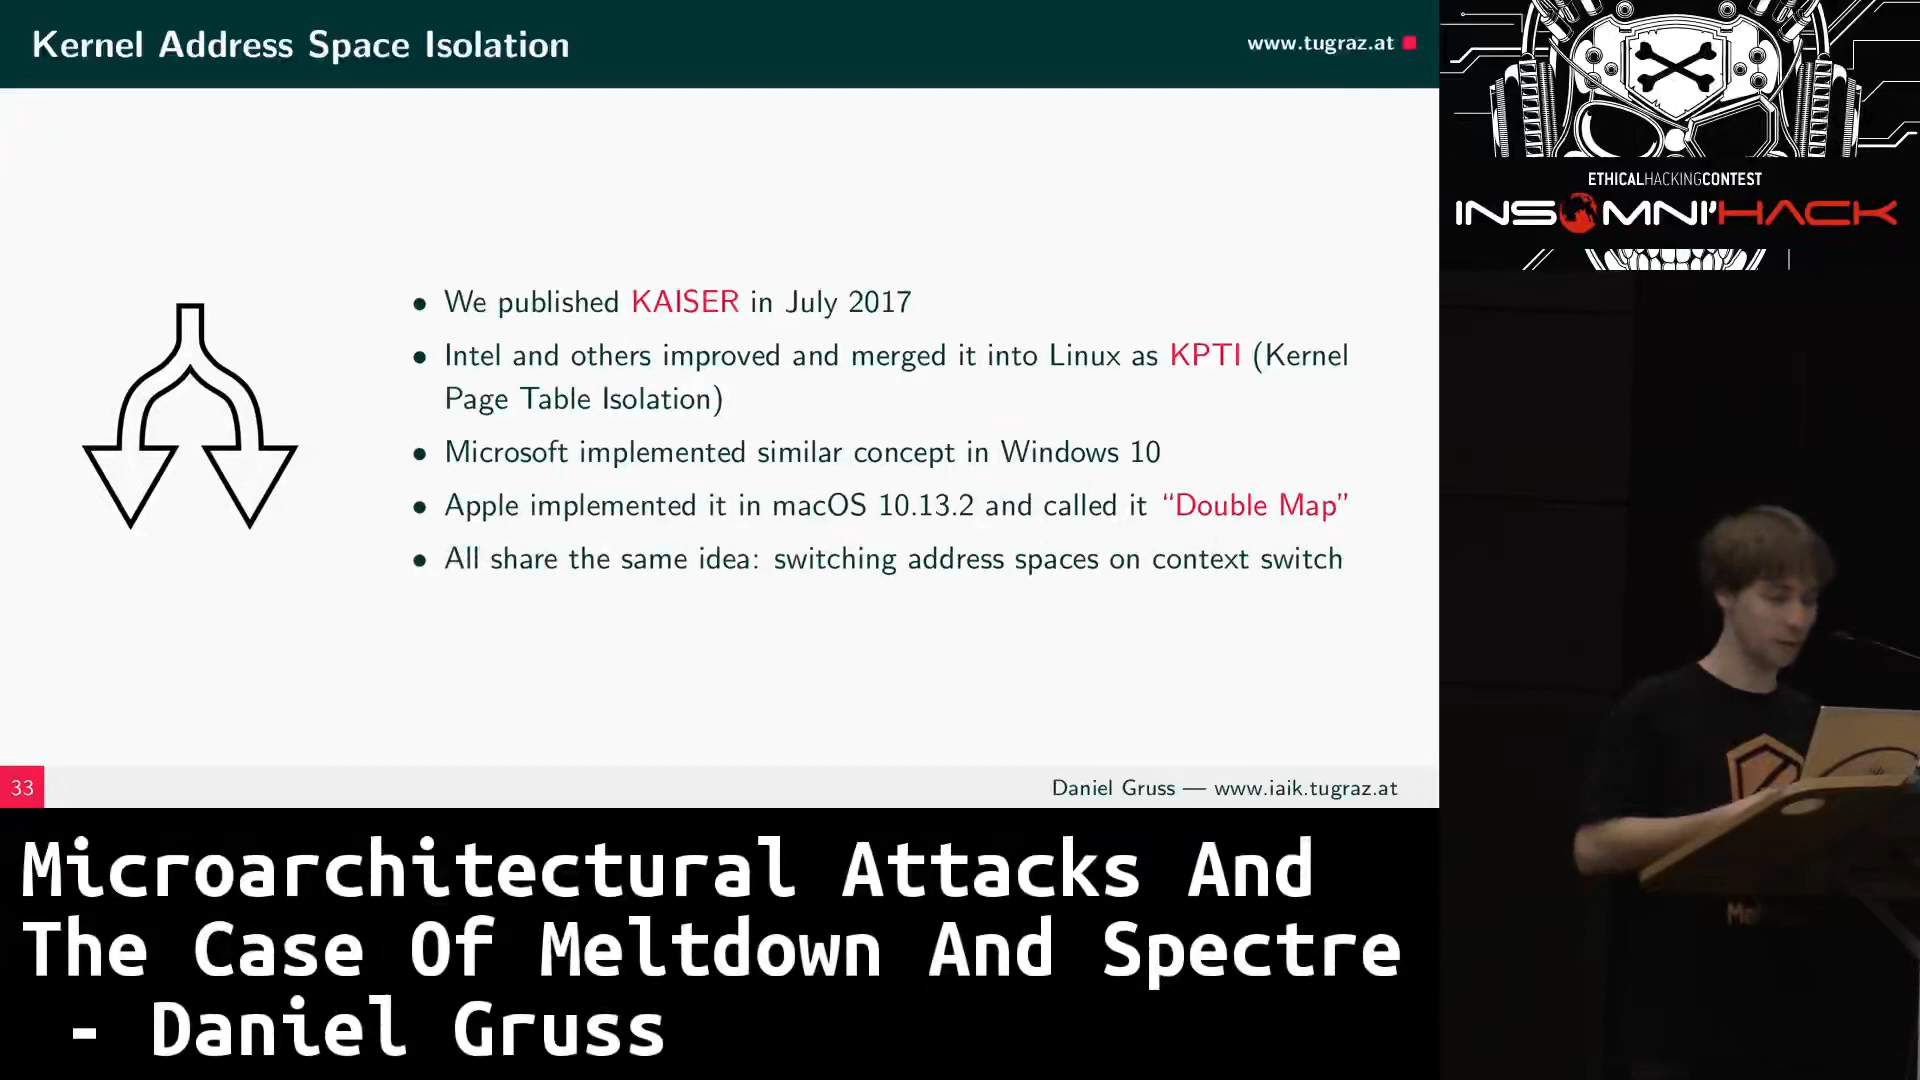 Kernel Address Space Isolation
www.tugraz.at
ETHICALHACKINGCONTEST
INSOMNI'HACK
• We published KAISER in July 2017
• Intel and others improved and merged it into Linux as KPTI (Kernel
Page Table Isolation)
• Microsoft implemented similar concept in Windows 10
• Apple implemented it in macOS 10.13.2 and called it “Double Map”
• All share the same idea: switching address spaces on context switch
33
Daniel Gruss — www.iaik.tugraz.at
Microarchitectural Attacks And
The Case Of Meltdown And Spectre
- Daniel Gruss